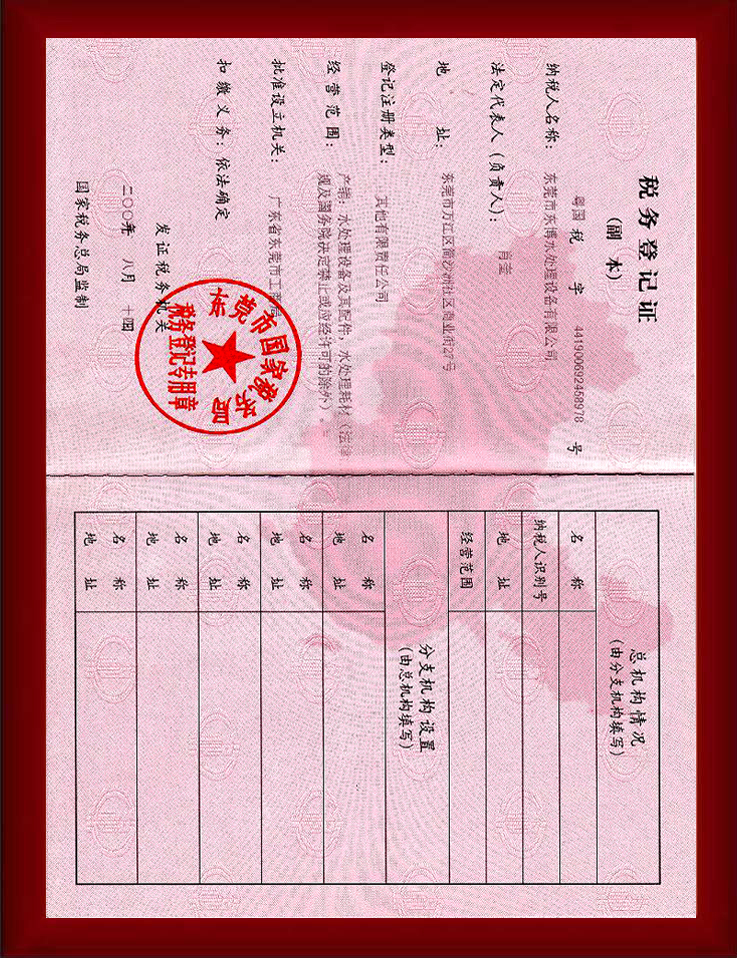 税务登记证
(副 本)
粤国 税 字 441900692458978 号
纳税人名称： 东莞市东博水处理设备有限公司
法定代表人（负责人）： 肖莹
地 址： 东莞市万江区简沙洲社区商业街27号
登记注册类型： 其他有限责任公司
经营范围： 产销：水处理设备及其配件，水处理耗材（法律
规及国务院决定禁止或应经许可的除外）。
批准设立机关： 广东省东莞市工商局
扣缴义务：依法确定
发证税务机关
二〇〇 年 八月 十四
国家税务总局监制
东莞市国家税务局
税务登记专用章
总机构情况
(由分支机构填写)
名 称
纳税人识别号
地 址
经营范围
分支机构设置
(由总机构填写)
名 称
地 址
名 称
地 址
名 称
地 址
名 称
地 址
名 称
地 址